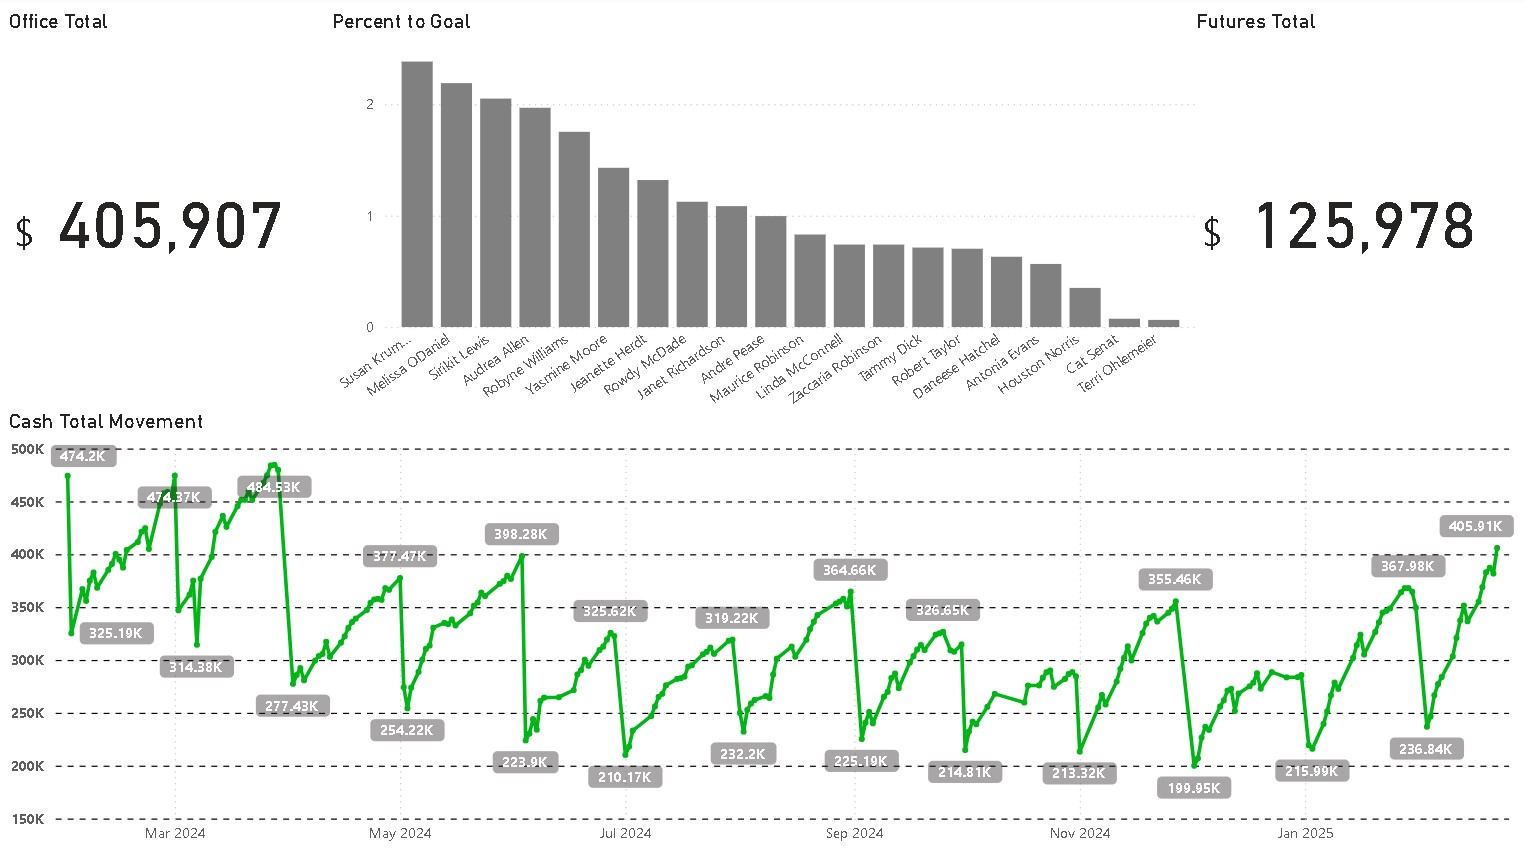 Office Total
Percent to Goal
Futures Total
2
1
0
$ 405,907
$ 125,978
Susan Krum...
Melissa ODaniel
Sirikit Lewis
Audrea Allen
Robyne Williams
Yasmine Moore
Jeanette Herdt
Rowdy McDade
Janet Richardson
Andre Pease
Maurice Robinson
Linda McConnell
Zaccaria Robinson
Tammy Dick
Robert Taylor
Daneese Hatchel
Antonia Evans
Houston Norris
Cat Senat
Terri Ohlemeier
Cash Total Movement
500K
450K
400K
350K
300K
250K
200K
150K
474.2K
325.19K
474.37K
314.38K
484.53K
277.43K
377.47K
254.22K
398.28K
223.9K
325.62K
210.17K
319.22K
232.2K
364.66K
225.19K
326.65K
214.81K
213.32K
355.46K
199.95K
215.99K
367.98K
236.84K
405.91K
Mar 2024
May 2024
Jul 2024
Sep 2024
Nov 2024
Jan 2025